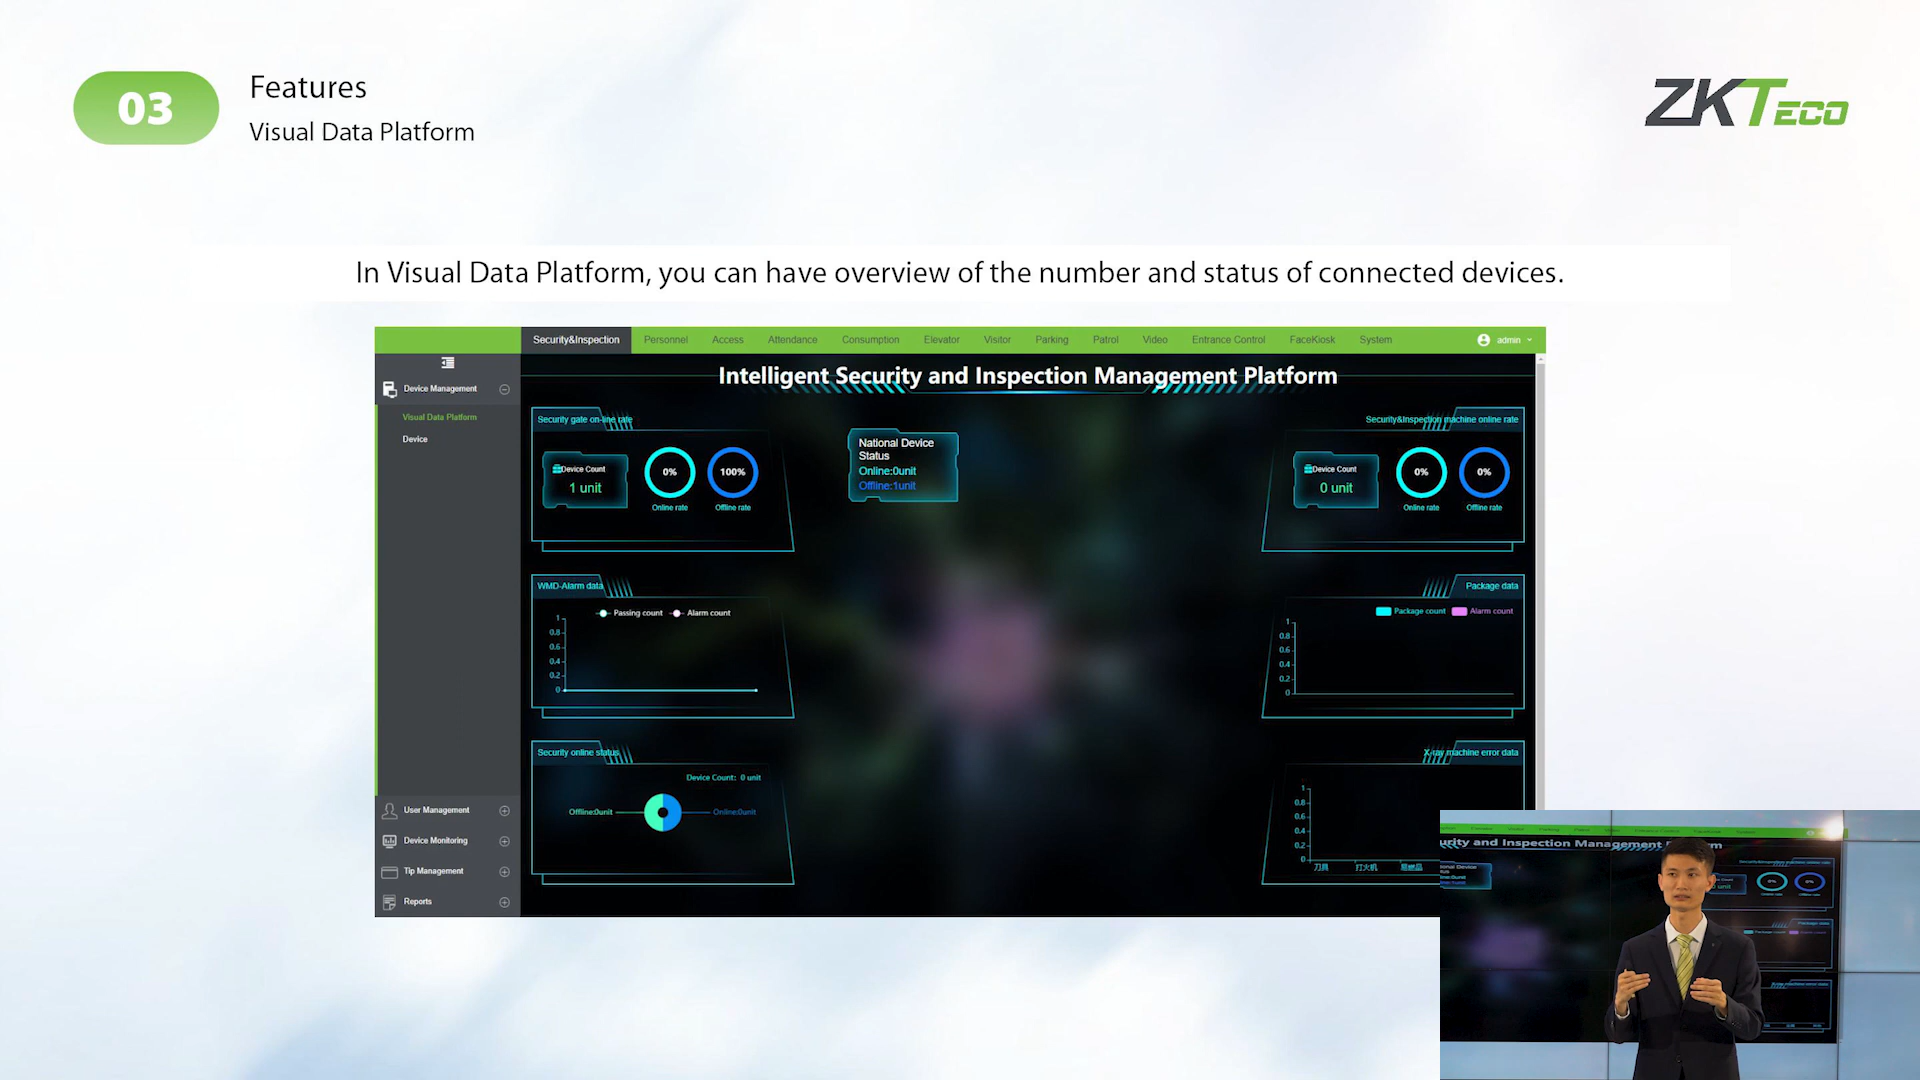 03
Features
Visual Data Platform
ZKTECO
In Visual Data Platform, you can have overview of the number and status of connected devices.
Security&Inspection Personnel Access Attendance Consumption Elevator Visitor Parking Patrol Video Entrance Control FaceKiosk System admin
Device Management
Visual Data Platform
Device
User Management
Device Monitoring
Tip Management
Reports
Intelligent Security and Inspection Management Platform
Security gate on-line rate
Device Count
1 unit
0%
100%
Online rate
Offline rate
National Device
Status
Online:0unit
Offline:1unit
Security&Inspection machine online rate
Device Count
0 unit
0%
0%
Online rate
Offline rate
WMD-Alarm data
Passing count Alarm count
1
0.8
0.6
0.4
0.2
0
Package data
Package count Alarm count
1
0.8
0.6
0.4
0.2
0
Security online status
Device Count: 0 unit
Offline:0unit
Online:0unit
X-ray machine error data
1
0.8
0.6
0.4
0.2
0
刀具 打火机 易燃品
urity and Inspection Management